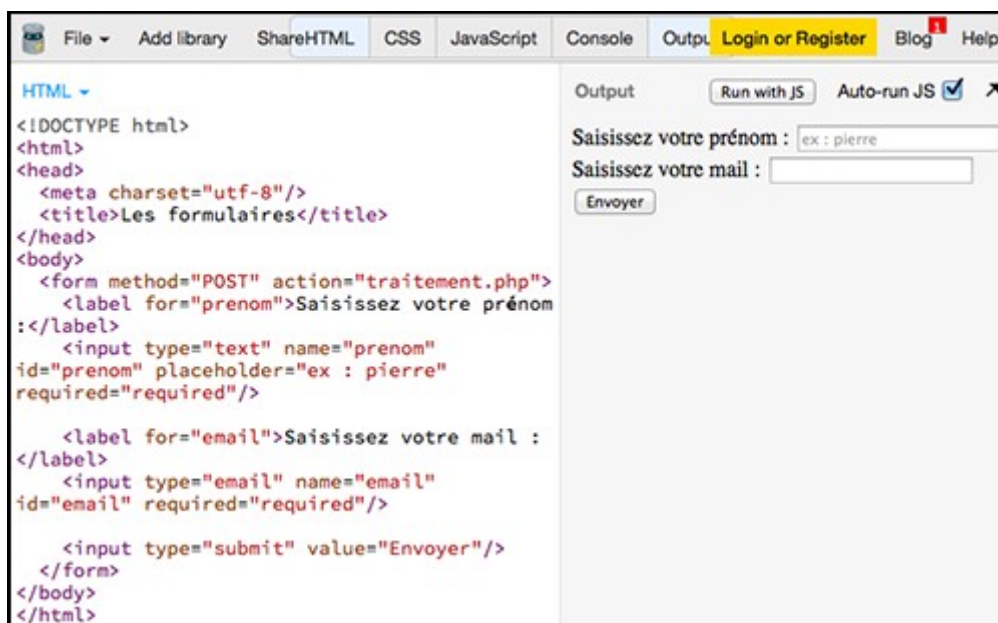 File Add library ShareHTML CSS JavaScript Console Outpu Login or Register Blog 1 Help
HTML
<!DOCTYPE html>
<html>
<head>
<meta charset="utf-8"/>
<title>Les formulaires</title>
</head>
<body>
<form method="POST" action="traitement.php">
<label for="prenom">Saisissez votre prénom
:</label>
<input type="text" name="prenom"
id="prenom" placeholder="ex : pierre"
required="required"/>
<label for="email">Saisissez votre mail :
</label>
<input type="email" name="email"
id="email" required="required"/>
<input type="submit" value="Envoyer"/>
</form>
</body>
</html>
Output Run with JS Auto-run JS
Saisissez votre prénom : ex : pierre
Saisissez votre mail :
Envoyer